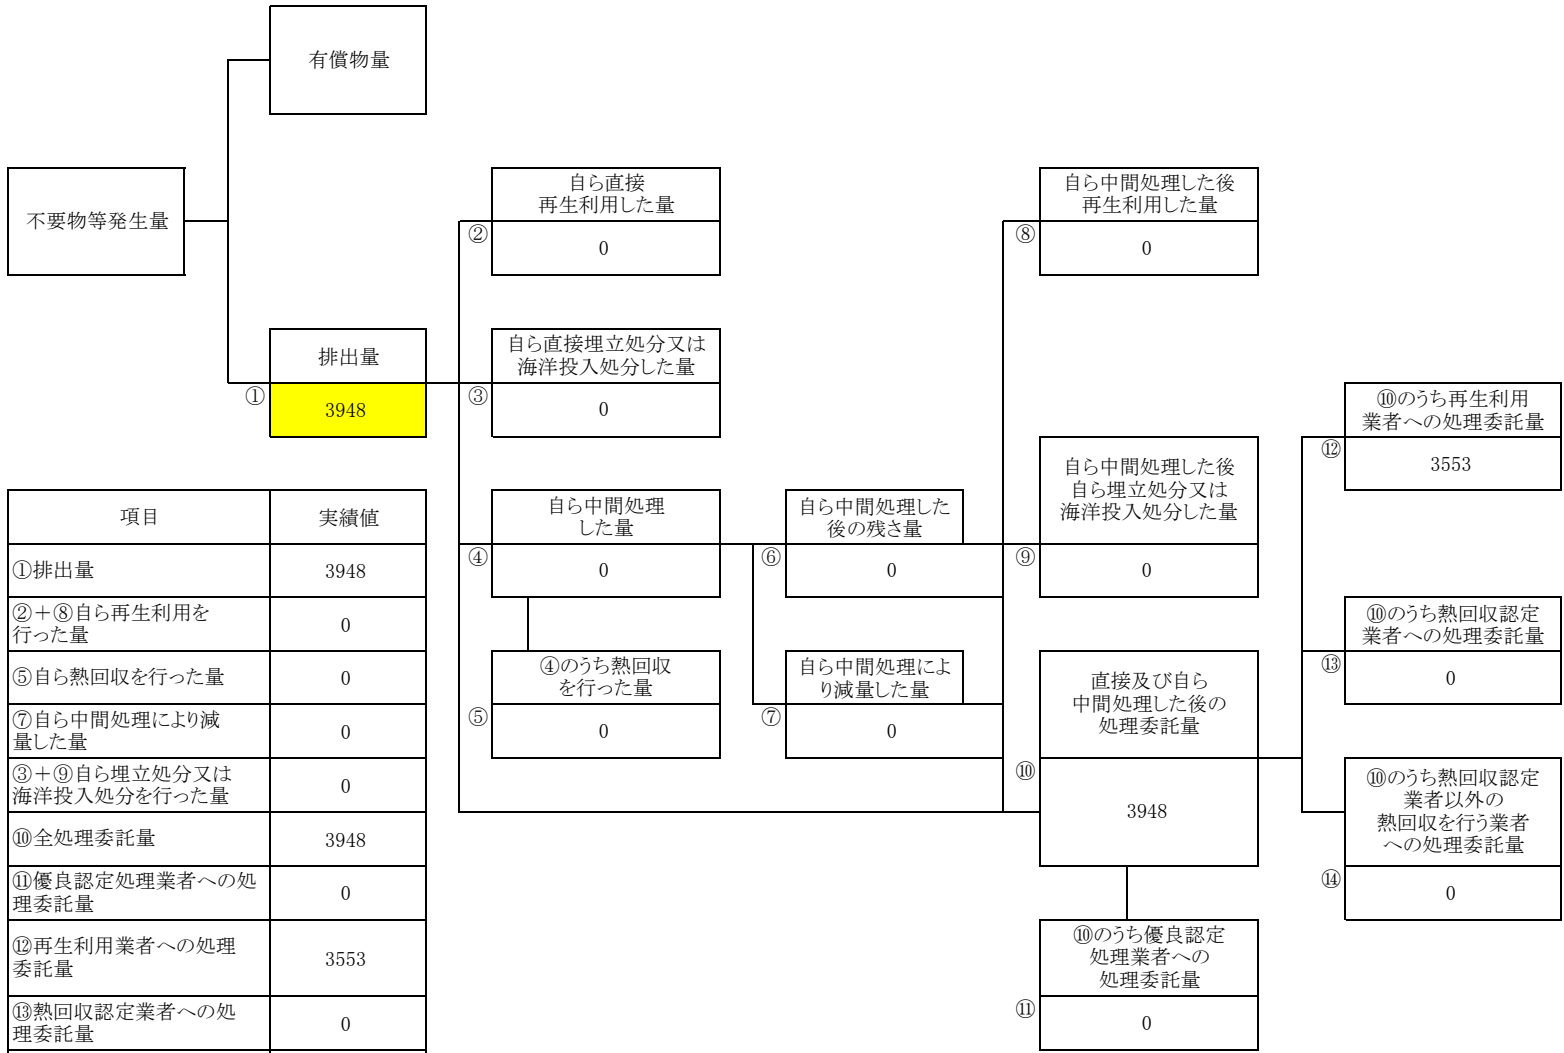 有償物量
不要物等発生量
排出量
①
3948
自ら直接
再生利用した量
②
0
自ら直接埋立処分又は
海洋投入処分した量
③
0
自ら中間処理
した量
④
0
④のうち熱回収
を行った量
⑤
0
自ら中間処理した
後の残さ量
⑥
0
自ら中間処理によ
り減量した量
⑦
0
自ら中間処理した後
再生利用した量
⑧
0
自ら中間処理した後
自ら埋立処分又は
海洋投入処分した量
⑨
0
直接及び自ら
中間処理した後の
処理委託量
⑩
3948
⑩のうち優良認定
処理業者への
処理委託量
⑪
0
⑩のうち再生利用
業者への処理委託量
⑫
3553
⑩のうち熱回収認定
業者への処理委託量
⑬
0
⑩のうち熱回収認定
業者以外の
熱回収を行う業者
への処理委託量
⑭
0
項目 実績値
①排出量 3948
②+⑧自ら再生利用を
行った量 0
⑤自ら熱回収を行った量 0
⑦自ら中間処理により減
量した量 0
③+⑨自ら埋立処分又は
海洋投入処分を行った量 0
⑩全処理委託量 3948
⑪優良認定処理業者への処
理委託量 0
⑫再生利用業者への処理
委託量 3553
⑬熱回収認定業者への処
理委託量 0